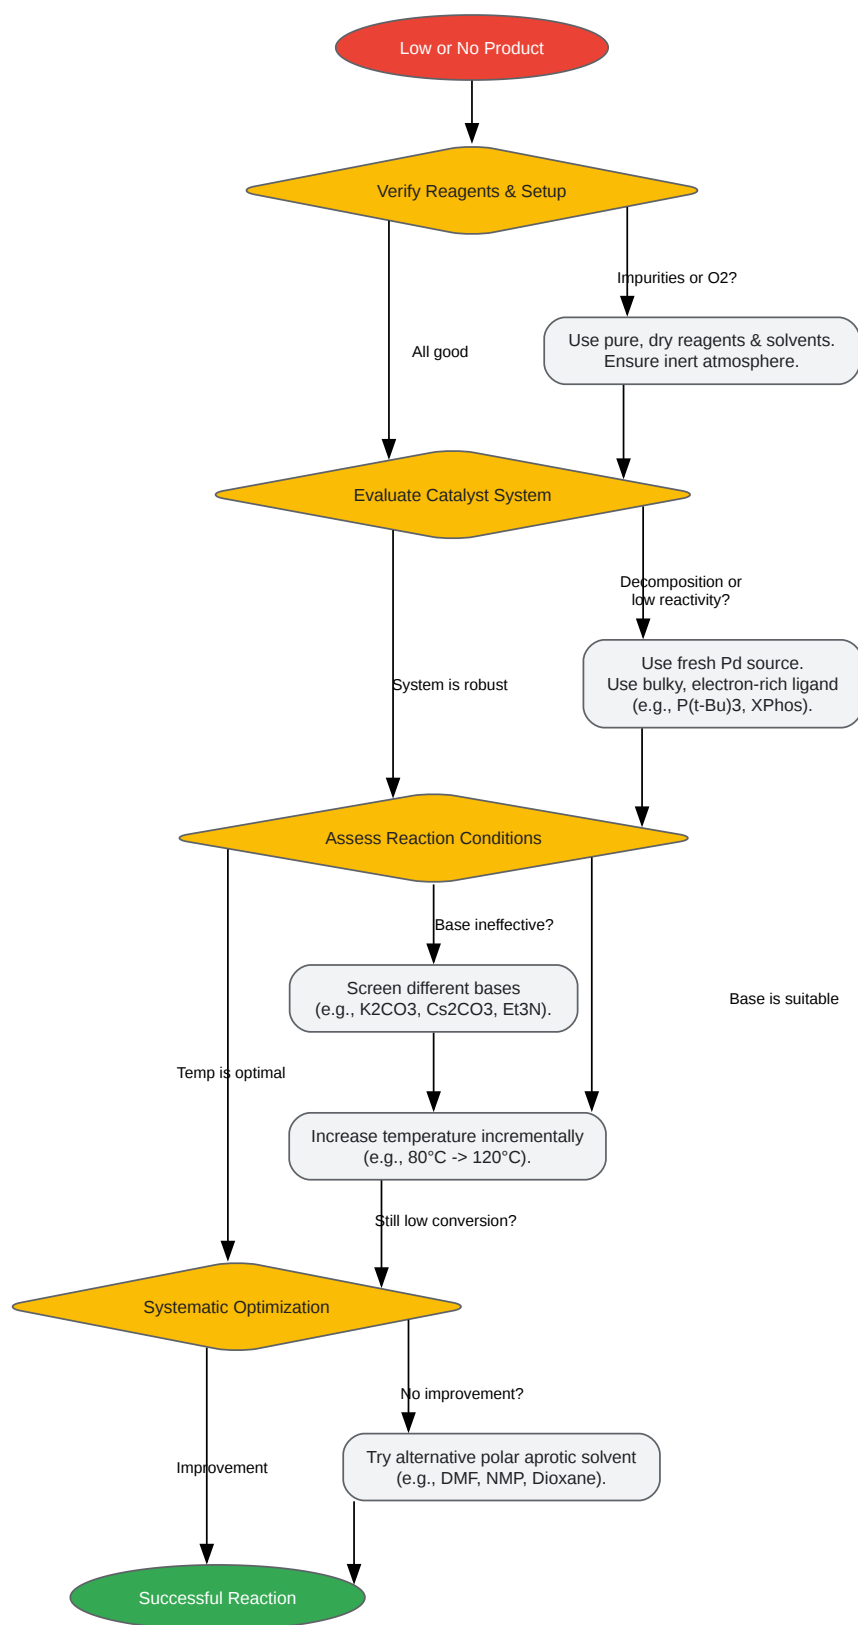 Low or No Product
Verify Reagents & Setup
Impurities or O2?
All good
Use pure, dry reagents & solvents.
Ensure inert atmosphere.
Evaluate Catalyst System
Decomposition or
low reactivity?
System is robust
Use fresh Pd source.
Use bulky, electron-rich ligand
(e.g., P(t-Bu)3, XPhos).
Assess Reaction Conditions
Base ineffective?
Screen different bases
(e.g., K2CO3, Cs2CO3, Et3N).
Base is suitable
Temp is optimal
Increase temperature incrementally
(e.g., 80°C -> 120°C).
Still low conversion?
Systematic Optimization
No improvement?
Improvement
Try alternative polar aprotic solvent
(e.g., DMF, NMP, Dioxane).
Successful Reaction